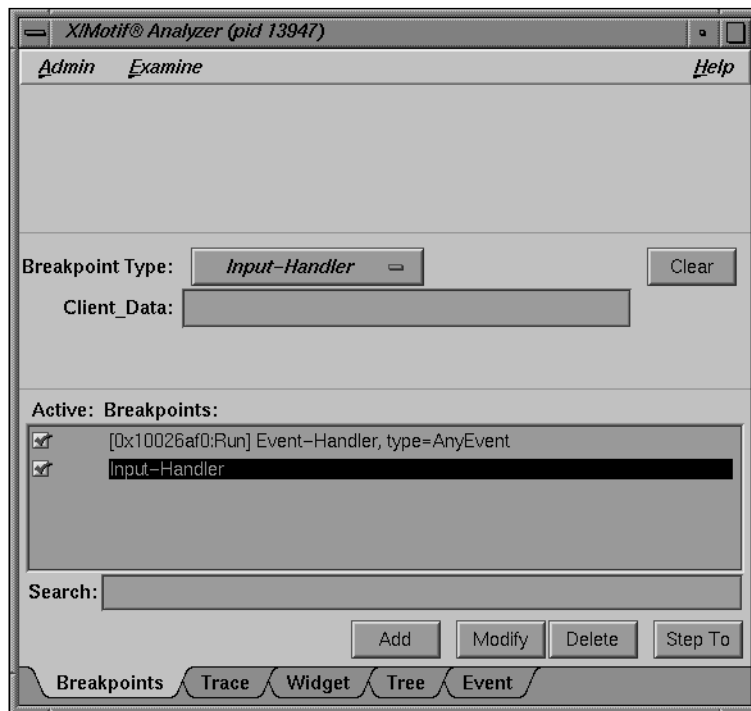 X/Motif® Analyzer (pid 13947)
Admin Examine Help
Breakpoint Type: Input-Handler Clear
Client_Data:
Active: Breakpoints:
[0x10026af0:Run] Event-Handler, type=AnyEvent
Input-Handler
Search:
Add Modify Delete Step To
Breakpoints Trace Widget Tree Event